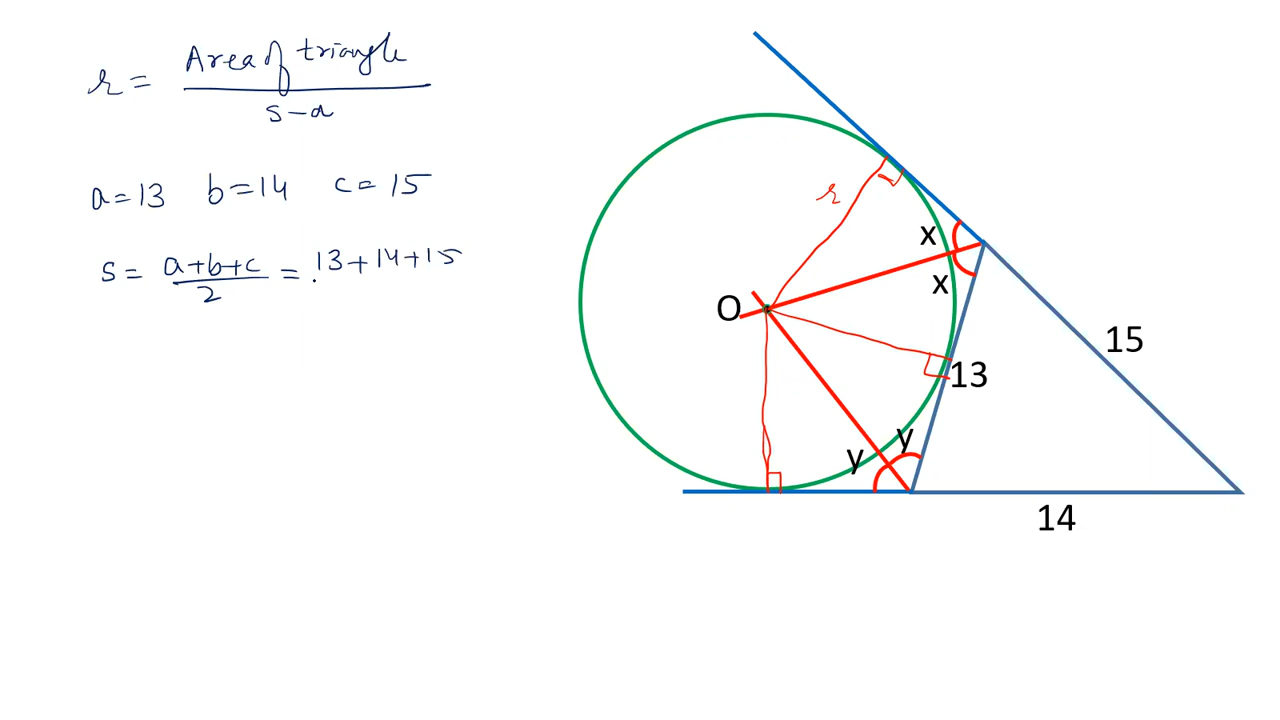 r = Area of triangle
s-a
a=13 b=14 c=15
s = a+b+c = 13+14+15
2
r
x
x
O
15
13
y
y
14